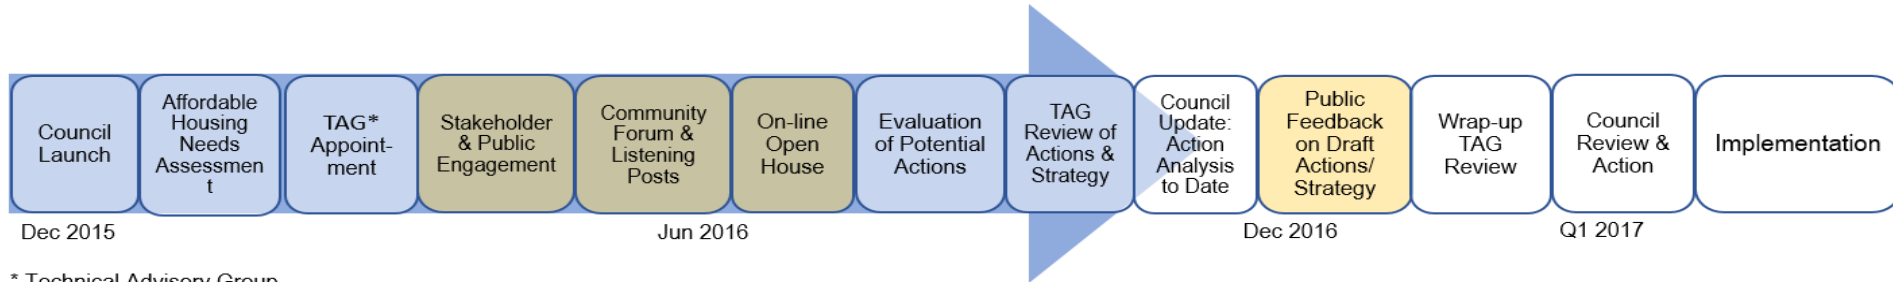 Council
Launch
Affordable
Housing
Needs
Assessmen
t
TAG*
Appoint-
ment
Stakeholder
& Public
Engagement
Community
Forum &
Listening
Posts
On-line
Open
House
Evaluation
of Potential
Actions
TAG
Review of
Actions &
Strategy
Council
Update:
Action
Analysis
to Date
Public
Feedback
on Draft
Actions/
Strategy
Wrap-up
TAG
Review
Council
Review &
Action
Implementation
Dec 2015
Jun 2016
Dec 2016
Q1 2017
* Technical Advisory Group